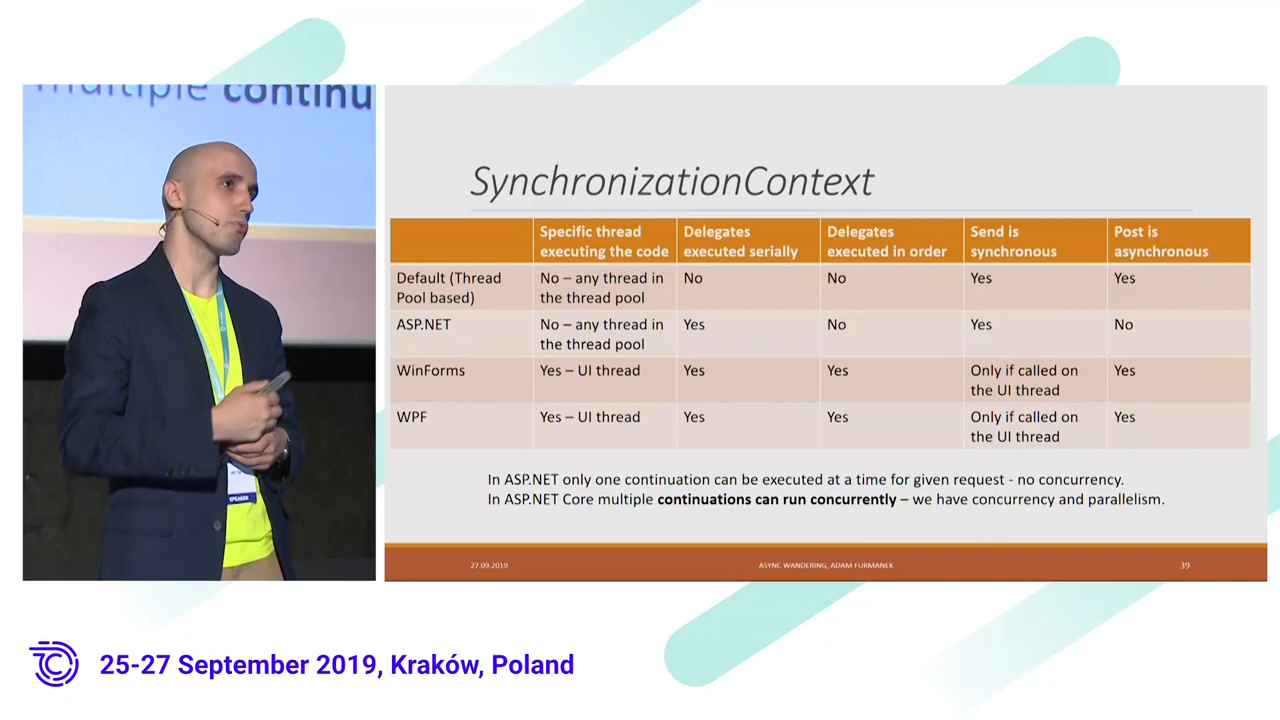 multiple continu
SynchronizationContext
Specific thread executing the code
Delegates executed serially
Delegates executed in order
Send is synchronous
Post is asynchronous
Default (Thread Pool based)
No – any thread in the thread pool
No
No
Yes
Yes
ASP.NET
No – any thread in the thread pool
Yes
No
Yes
No
WinForms
Yes – UI thread
Yes
Yes
Only if called on the UI thread
Yes
WPF
Yes – UI thread
Yes
Yes
Only if called on the UI thread
Yes
In ASP.NET only one continuation can be executed at a time for given request - no concurrency.
In ASP.NET Core multiple continuations can run concurrently – we have concurrency and parallelism.
27.09.2019
ASYNC WANDERING, ADAM FURMANEK
39
SPEAKER
25-27 September 2019, Kraków, Poland